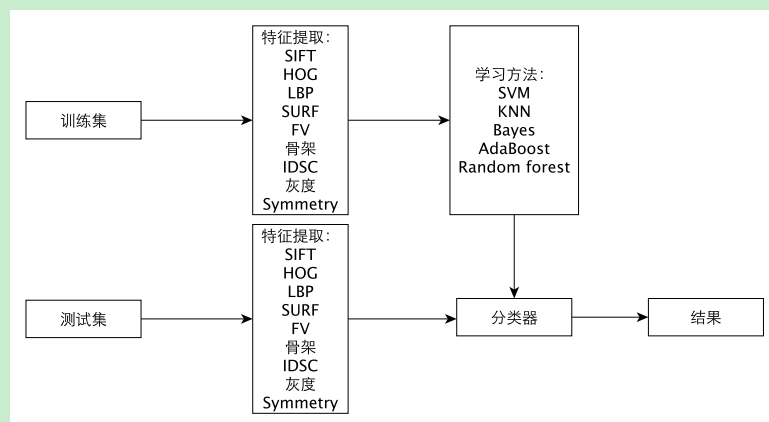 训练集
特征提取：
SIFT
HOG
LBP
SURF
FV
骨架
IDSC
灰度
Symmetry
学习方法：
SVM
KNN
Bayes
AdaBoost
Random forest
测试集
特征提取：
SIFT
HOG
LBP
SURF
FV
骨架
IDSC
灰度
Symmetry
分类器
结果